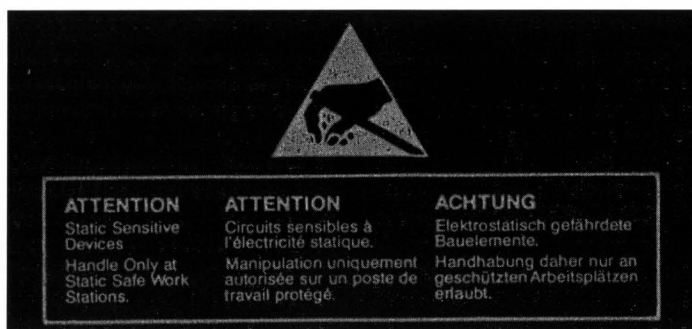 ATTENTION
Static Sensitive
Devices
Handle Only at
Static Safe Work
Stations.
ATTENTION
Circuits sensibles à
l'électricité statique.
Manipulation uniquement
autorisée sur un poste de
travail protégé.
ACHTUNG
Elektrostatisch gefährdete
Bauelemente.
Handhabung daher nur an
geschützten Arbeitsplätzen
erlaubt.